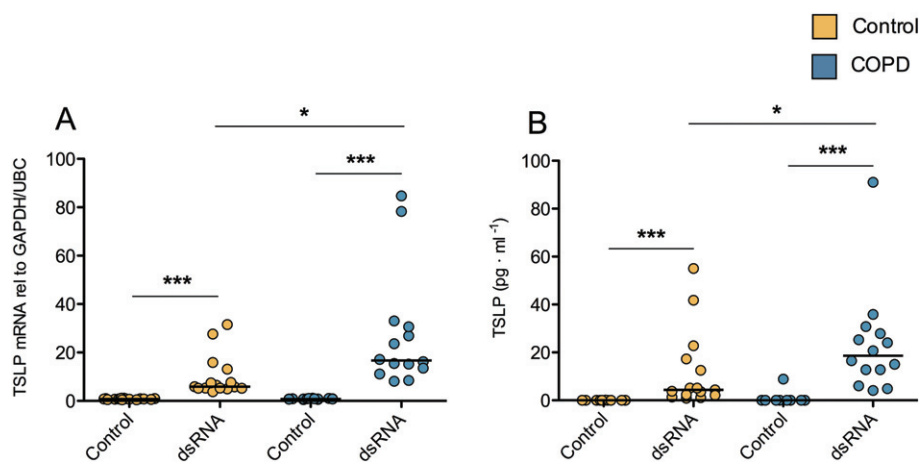 Control
COPD
A
*
***
***
TSLP mRNA rel to GAPDH/UBC
100
80
60
40
20
0
Control
dsRNA
Control
dsRNA
B
*
***
***
TSLP (pg · ml⁻¹)
100
80
60
40
20
0
Control
dsRNA
Control
dsRNA